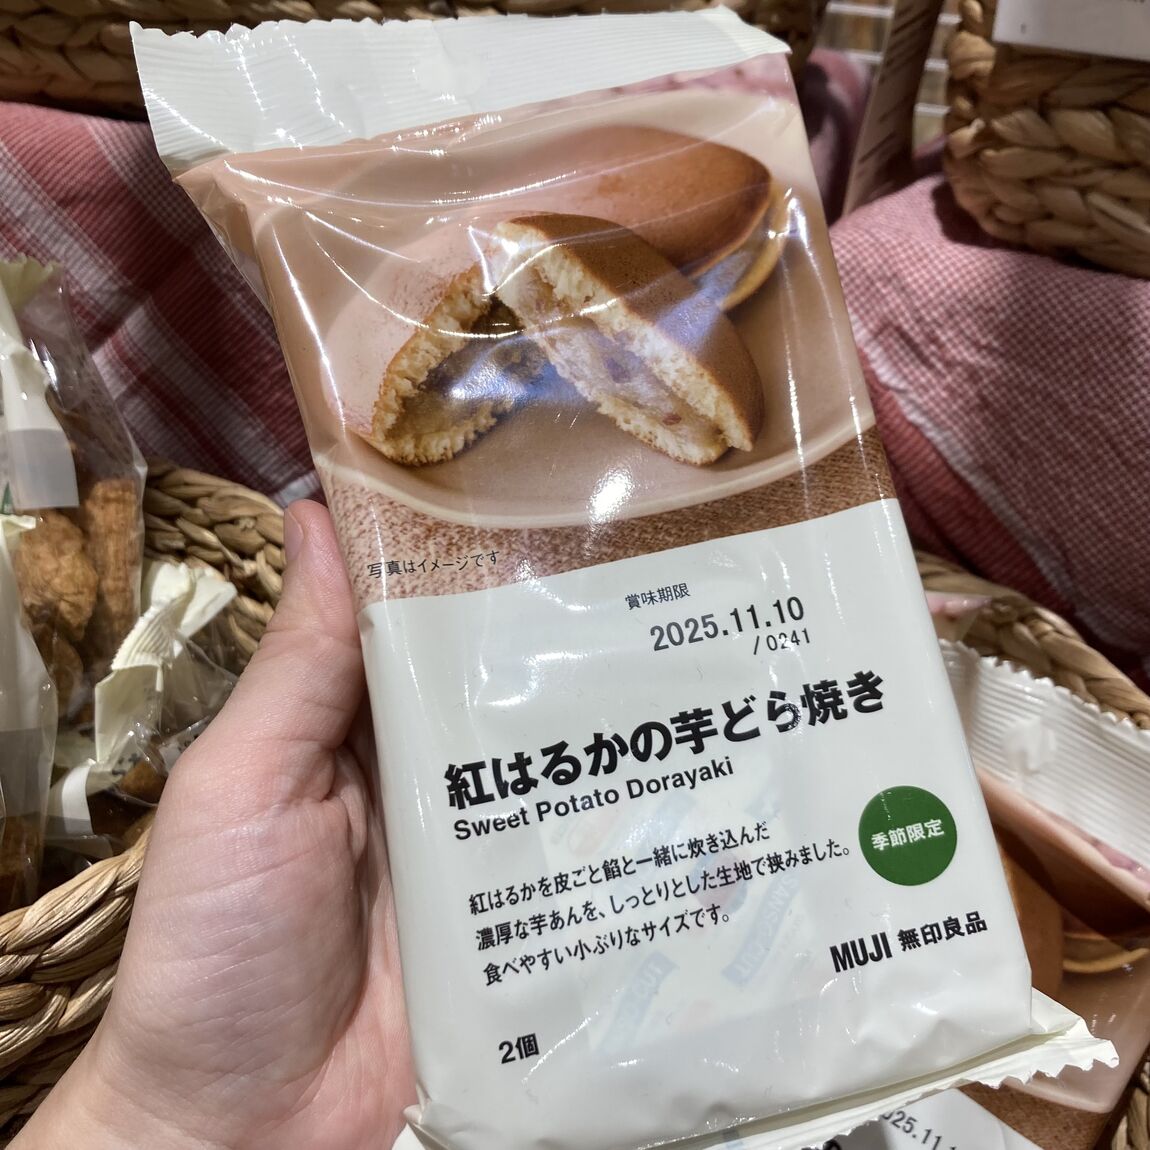 写真はイメージです
賞味期限
2025.11.10
/0241
紅はるかの芋どら焼き
Sweet Potato Dorayaki
紅はるかを皮ごと餡と一緒に炊き込んだ
濃厚な芋あんを、しっとりとした生地で挟みました。
食べやすい小ぶりなサイズです。
季節限定
MUJI 無印良品
2個